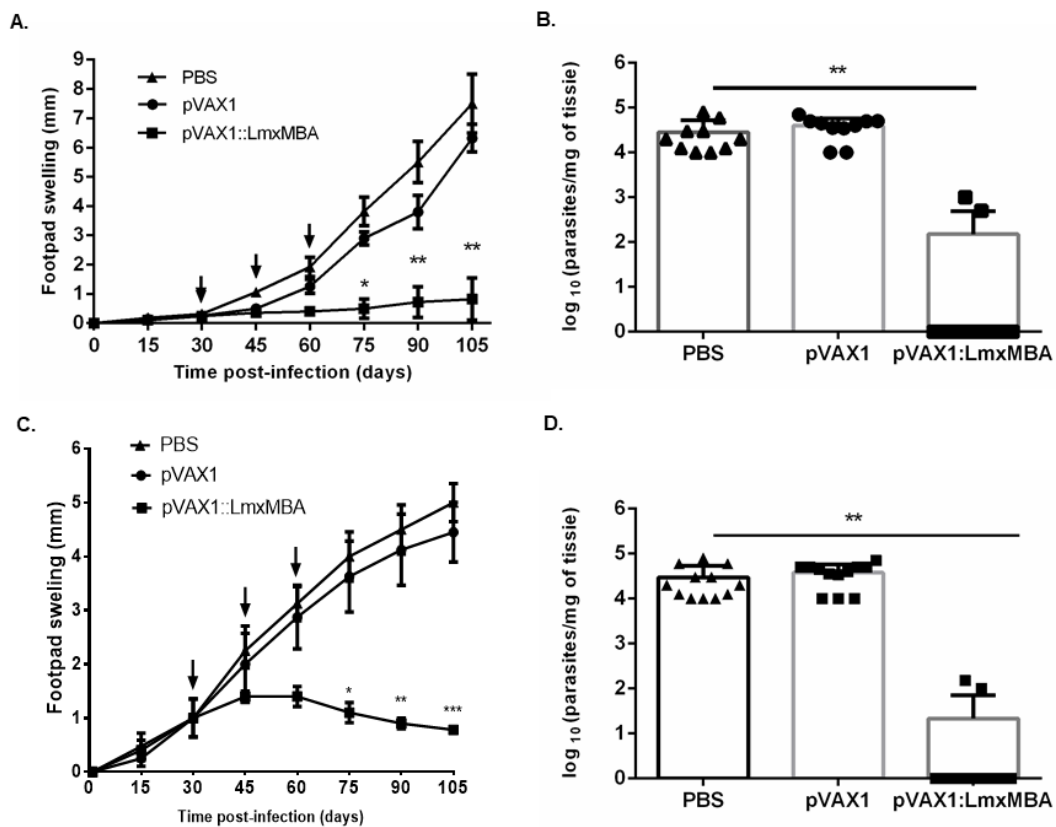 A.
Footpad swelling (mm)
9
8
7
6
5
4
3
2
1
0
PBS
pVAX1
pVAX1::LmxMBA
*
**
**
0 15 30 45 60 75 90 105
Time post-infection (days)
B.
log 10 (parasites/mg of tissie)
6
5
4
3
2
1
0
**
PBS pVAX1 pVAX1:LmxMBA
C.
Footpad sweling (mm)
6
5
4
3
2
1
0
PBS
pVAX1
pVAX1::LmxMBA
*
**
***
0 15 30 45 60 75 90 105
Time post-infection (days)
D.
log 10 (parasites/mg of tissie)
6
5
4
3
2
1
0
**
PBS pVAX1 pVAX1:LmxMBA